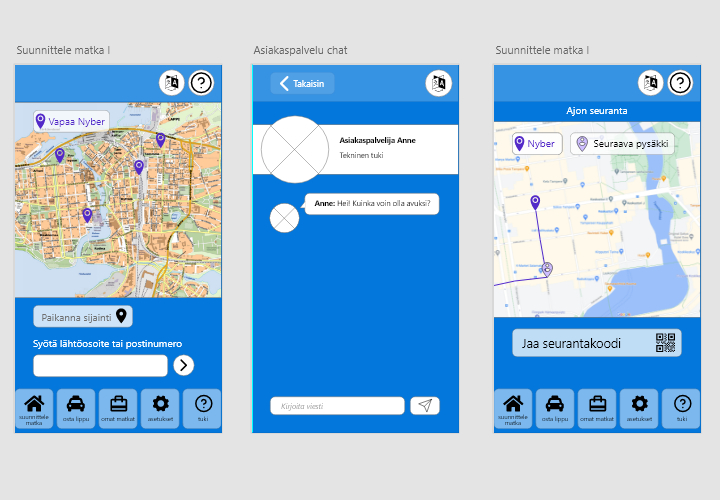 Suunnittele matka I
Vapaa Nyber
Paikanna sijainti
Syötä lähtöosoite tai postinumero
suunnittele
matka
osta lippu
omat matkat
asetukset
tuki
Asiakaspalvelu chat
Takaisin
Asiakaspalvelija Anne
Tekninen tuki
Anne: Hei! Kuinka voin olla avuksi?
Kirjoita viesti
Suunnittele matka I
Ajon seuranta
Nyber
Seuraava pysäkki
Jaa seurantakoodi
suunnittele
matka
osta lippu
omat matkat
asetukset
tuki